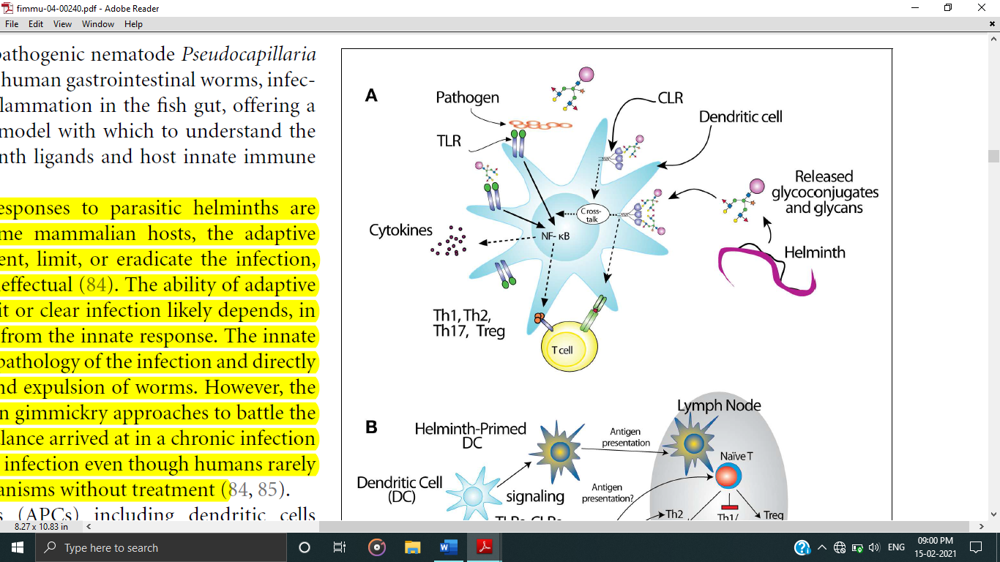 fimmu-04-00240.pdf - Adobe Reader
File Edit View Window Help
pathogenic nematode Pseudocapillaria
human gastrointestinal worms, infec-
flammation in the fish gut, offering a
model with which to understand the
nth ligands and host innate immune
esponses to parasitic helminths are
me mammalian hosts, the adaptive
ent, limit, or eradicate the infection,
effectual (84). The ability of adaptive
it or clear infection likely depends, in
from the innate response. The innate
pathology of the infection and directly
nd expulsion of worms. However, the
n gimmickry approaches to battle the
lance arrived at in a chronic infection
infection even though humans rarely
anisms without treatment (84, 85).
s (APCs) including dendritic cells
A
Pathogen
TLR
CLR
Dendritic cell
Released
glycoconjugates
and glycans
Helminth
Cross-
talk
NF- κB
Cytokines
Th1, Th2,
Th17, Treg
T cell
B
Lymph Node
Helminth-Primed
DC
Antigen
presentation
Naïve T
Dendritic Cell
(DC)
signaling
Antigen
presentation?
TLRs, CLRs
Th2
Th1/
Treg
8.27 x 10.83 in
Type here to search
ENG
09:00 PM
15-02-2021